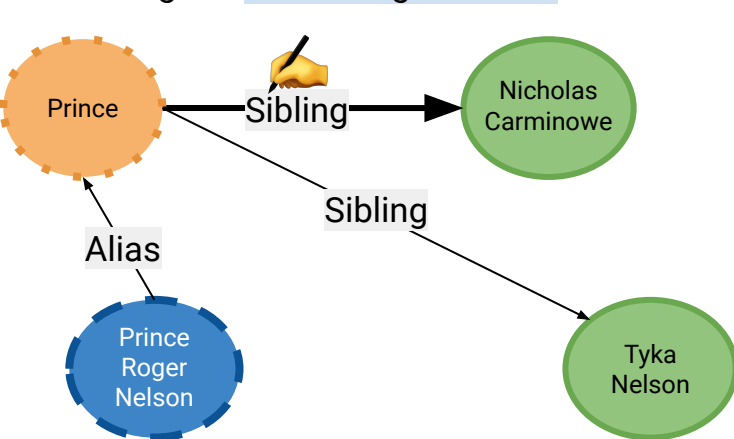 Prince
Sibling
Nicholas
Carminowe
Sibling
Alias
Prince
Roger
Nelson
Tyka
Nelson